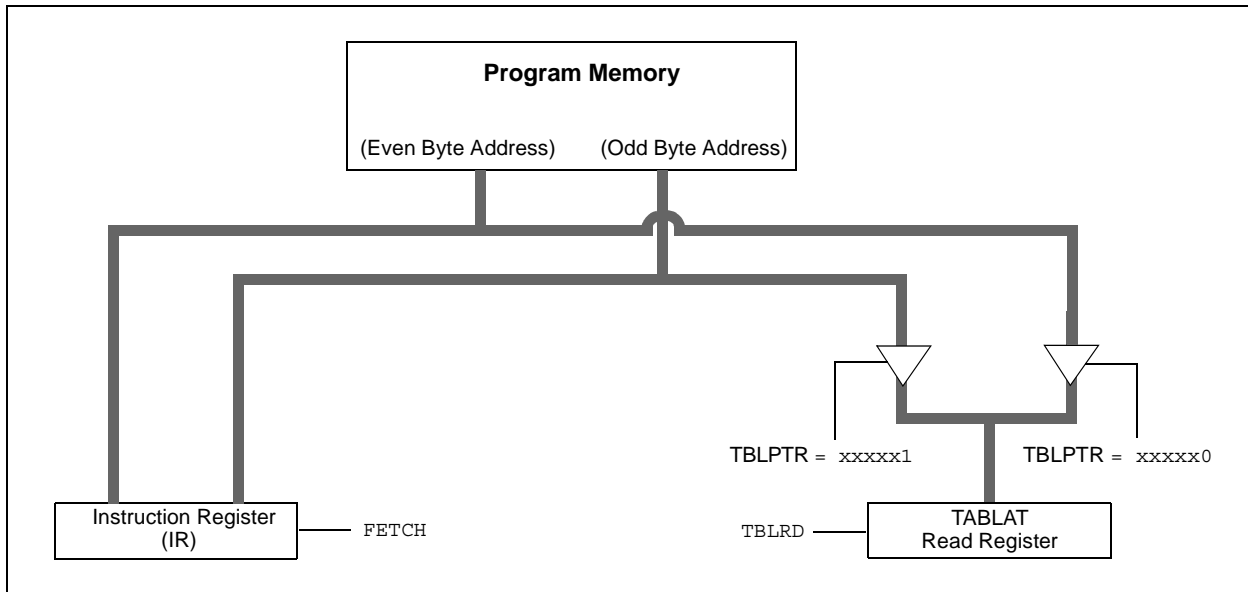 Program Memory
(Even Byte Address) (Odd Byte Address)
TBLPTR = xxxxx1 TBLPTR = xxxxx0
Instruction Register
(IR)
FETCH
TBLRD
TABLAT
Read Register